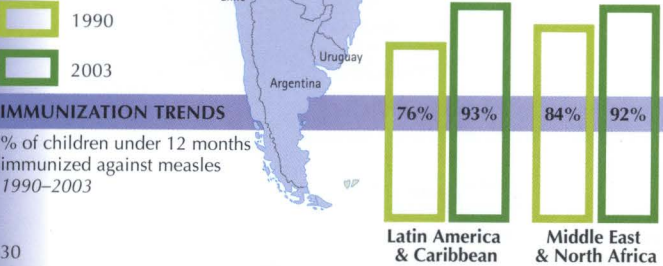 1990
2003
Uruguay
Argentina
IMMUNIZATION TRENDS
% of children under 12 months
immunized against measles
1990–2003
76% 93% 84% 92%
Latin America
& Caribbean
Middle East
& North Africa
30